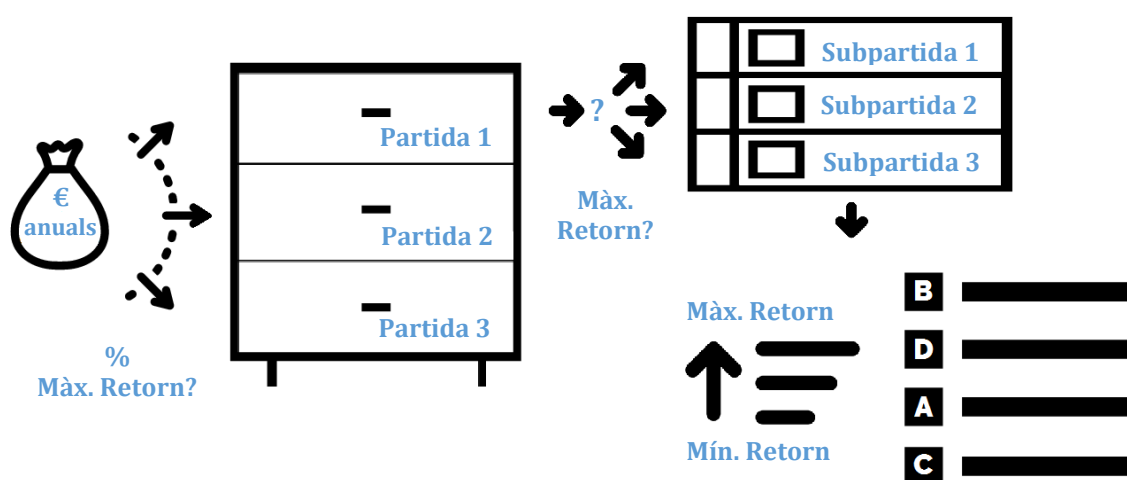 €
anuals
%
Màx. Retorn?
Partida 1
Partida 2
Partida 3
?
Màx.
Retorn?
Subpartida 1
Subpartida 2
Subpartida 3
Màx. Retorn
Mín. Retorn
B
D
A
C